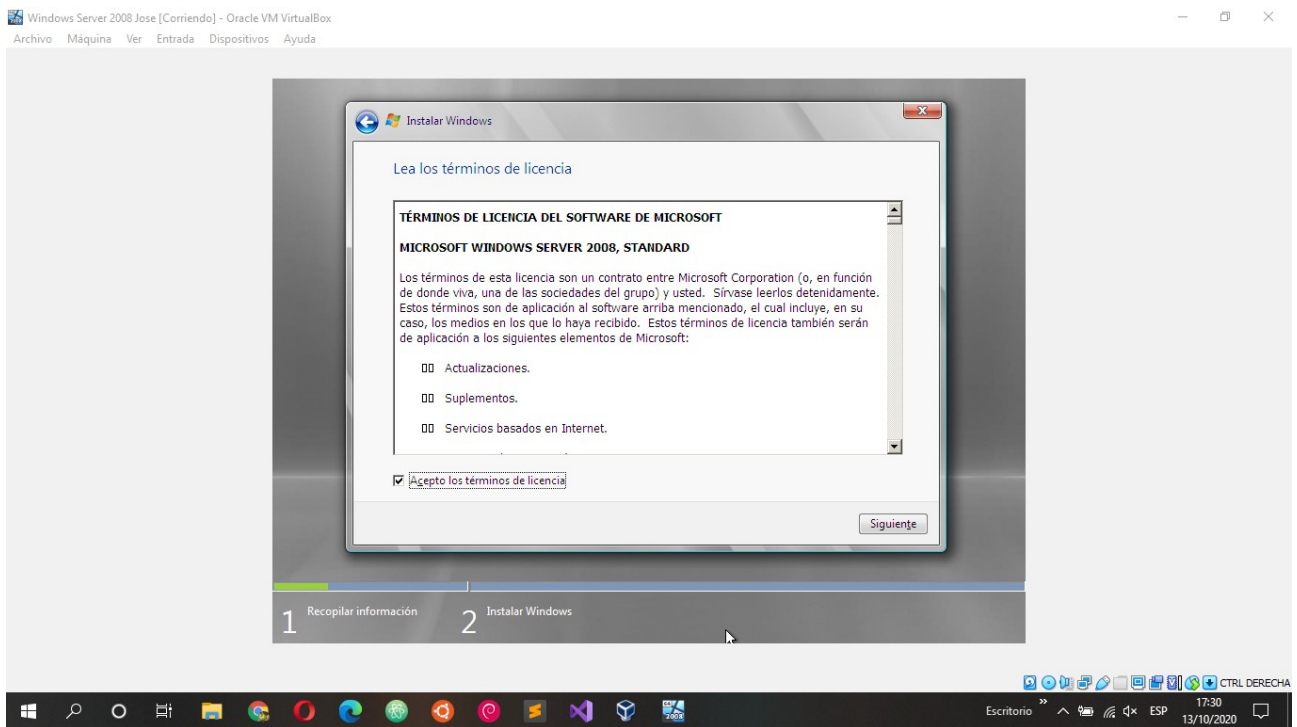 Windows Server 2008 Jose [Corriendo] - Oracle VM VirtualBox
Archivo Máquina Ver Entrada Dispositivos Ayuda
Instalar Windows
Lea los términos de licencia
TÉRMINOS DE LICENCIA DEL SOFTWARE DE MICROSOFT
MICROSOFT WINDOWS SERVER 2008, STANDARD
Los términos de esta licencia son un contrato entre Microsoft Corporation (o, en función
de donde viva, una de las sociedades del grupo) y usted. Sírvase leerlos detenidamente.
Estos términos son de aplicación al software arriba mencionado, el cual incluye, en su
caso, los medios en los que lo haya recibido. Estos términos de licencia también serán
de aplicación a los siguientes elementos de Microsoft:
Actualizaciones.
Suplementos.
Servicios basados en Internet.
Acepto los términos de licencia
Siguiente
1 Recopilar información 2 Instalar Windows
CTRL DERECHA
2008
Escritorio » ESP 17:30
13/10/2020